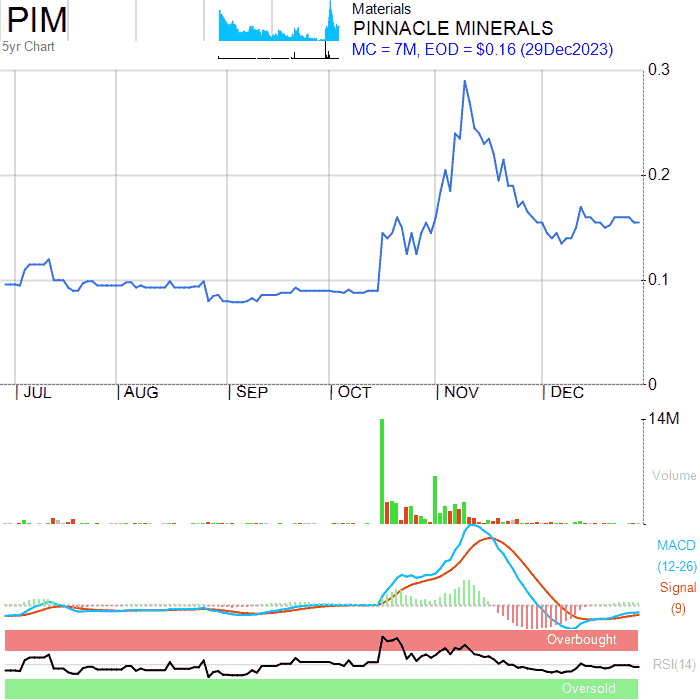 PIM
5yr Chart
Materials
PINNACLE MINERALS
MC = 7M, EOD = $0.16 (29Dec2023)
0.3
0.2
0.1
0
JUL AUG SEP OCT NOV DEC
14M
Volume
MACD
(12-26)
Signal
(9)
Overbought
RSI(14)
Oversold